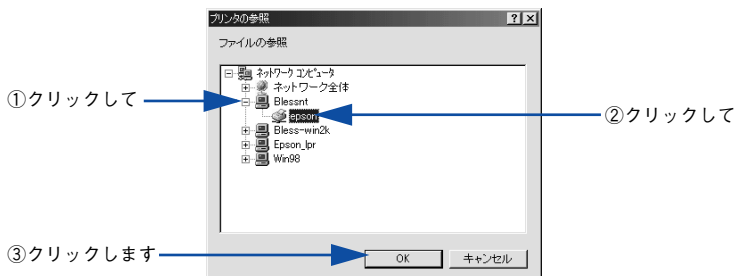 プリンタの参照
ファイルの参照
ネットワーク コンピュータ
ネットワーク全体
①クリックして
Blessnt
epson
②クリックして
Bless-win2k
Epson_lpr
Win98
③クリックします
OK
キャンセル